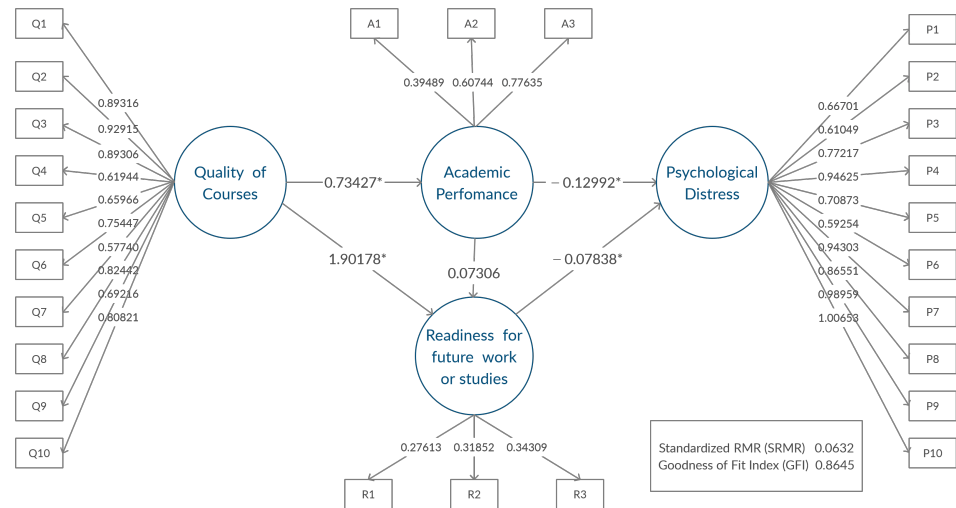 Q1
Q2
Q3
Q4
Q5
Q6
Q7
Q8
Q9
Q10
0.89316
0.92915
0.89306
0.61944
0.65966
0.75447
0.57740
0.82442
0.69216
0.80821
Quality of
Courses
0.73427*
1.90178*
A1
A2
A3
0.39489
0.60744
0.77635
Academic
Perfomance
− 0.12992*
0.07306
−0.07838*
Readiness for
future work
or studies
0.27613
0.31852
0.34309
R1
R2
R3
Psychological
Distress
0.66701
0.61049
0.77217
0.94625
0.70873
0.59254
0.94303
0.86551
0.98959
1.00653
P1
P2
P3
P4
P5
P6
P7
P8
P9
P10
Standardized RMR (SRMR) 0.0632
Goodness of Fit Index (GFI) 0.8645